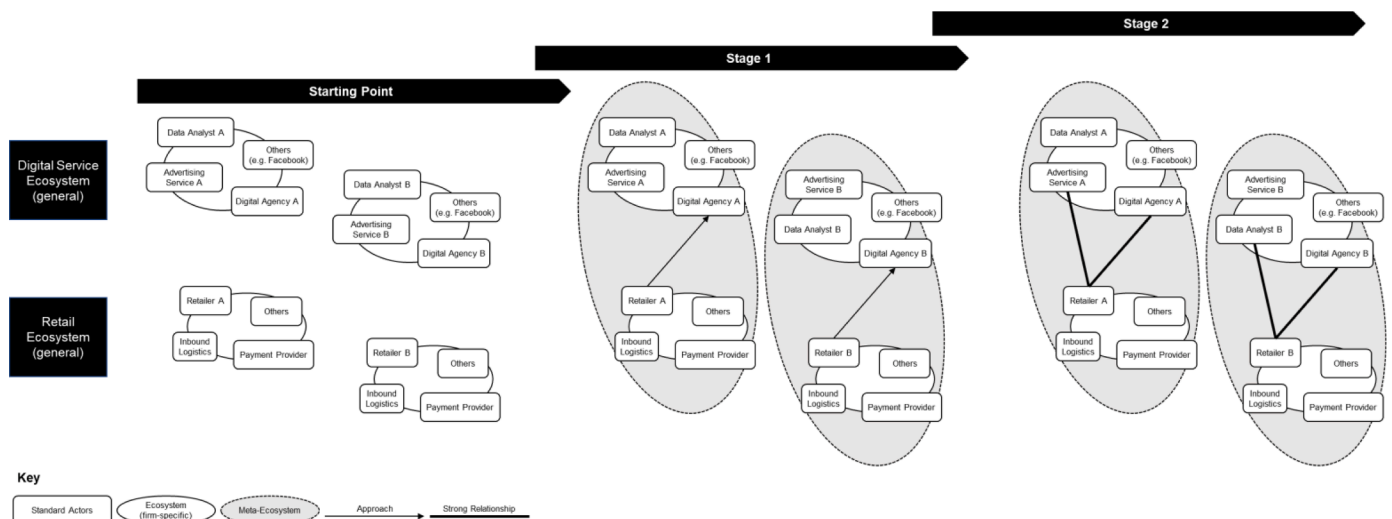 Stage 2
Stage 1
Starting Point
Digital Service
Ecosystem
(general)
Data Analyst A
Others
(e.g. Facebook)
Advertising
Service A
Digital Agency A
Data Analyst B
Others
(e.g. Facebook)
Advertising
Service B
Digital Agency B
Data Analyst A
Others
(e.g. Facebook)
Advertising
Service A
Digital Agency A
Advertising
Service B
Others
(e.g. Facebook)
Data Analyst B
Digital Agency B
Data Analyst A
Others
(e.g. Facebook)
Advertising
Service A
Digital Agency A
Advertising
Service B
Others
(e.g. Facebook)
Data Analyst B
Digital Agency B
Retail
Ecosystem
(general)
Retailer A
Others
Inbound
Logistics
Payment Provider
Retailer B
Others
Inbound
Logistics
Payment Provider
Retailer A
Others
Inbound
Logistics
Payment Provider
Retailer B
Others
Inbound
Logistics
Payment Provider
Retailer A
Others
Inbound
Logistics
Payment Provider
Retailer B
Others
Inbound
Logistics
Payment Provider
Key
Standard Actors
Ecosystem
(firm-specific)
Meta-Ecosystem
Approach
Strong Relationship